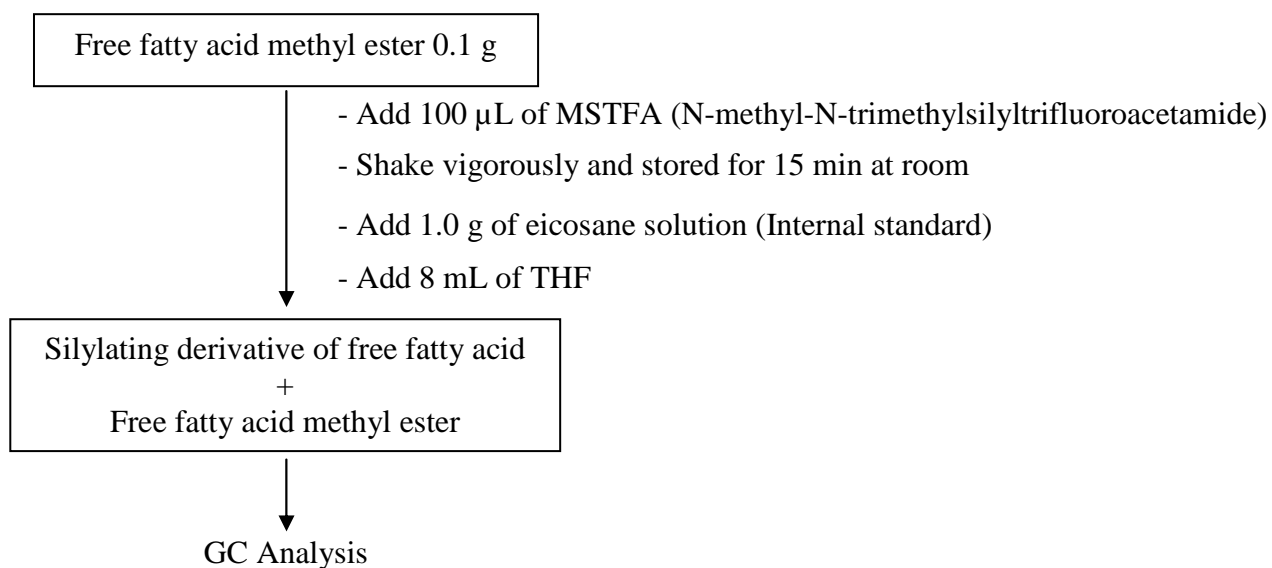 Free fatty acid methyl ester 0.1 g
- Add 100 µL of MSTFA (N-methyl-N-trimethylsilyltrifluoroacetamide)
- Shake vigorously and stored for 15 min at room
- Add 1.0 g of eicosane solution (Internal standard)
- Add 8 mL of THF
Silylating derivative of free fatty acid
+
Free fatty acid methyl ester
GC Analysis